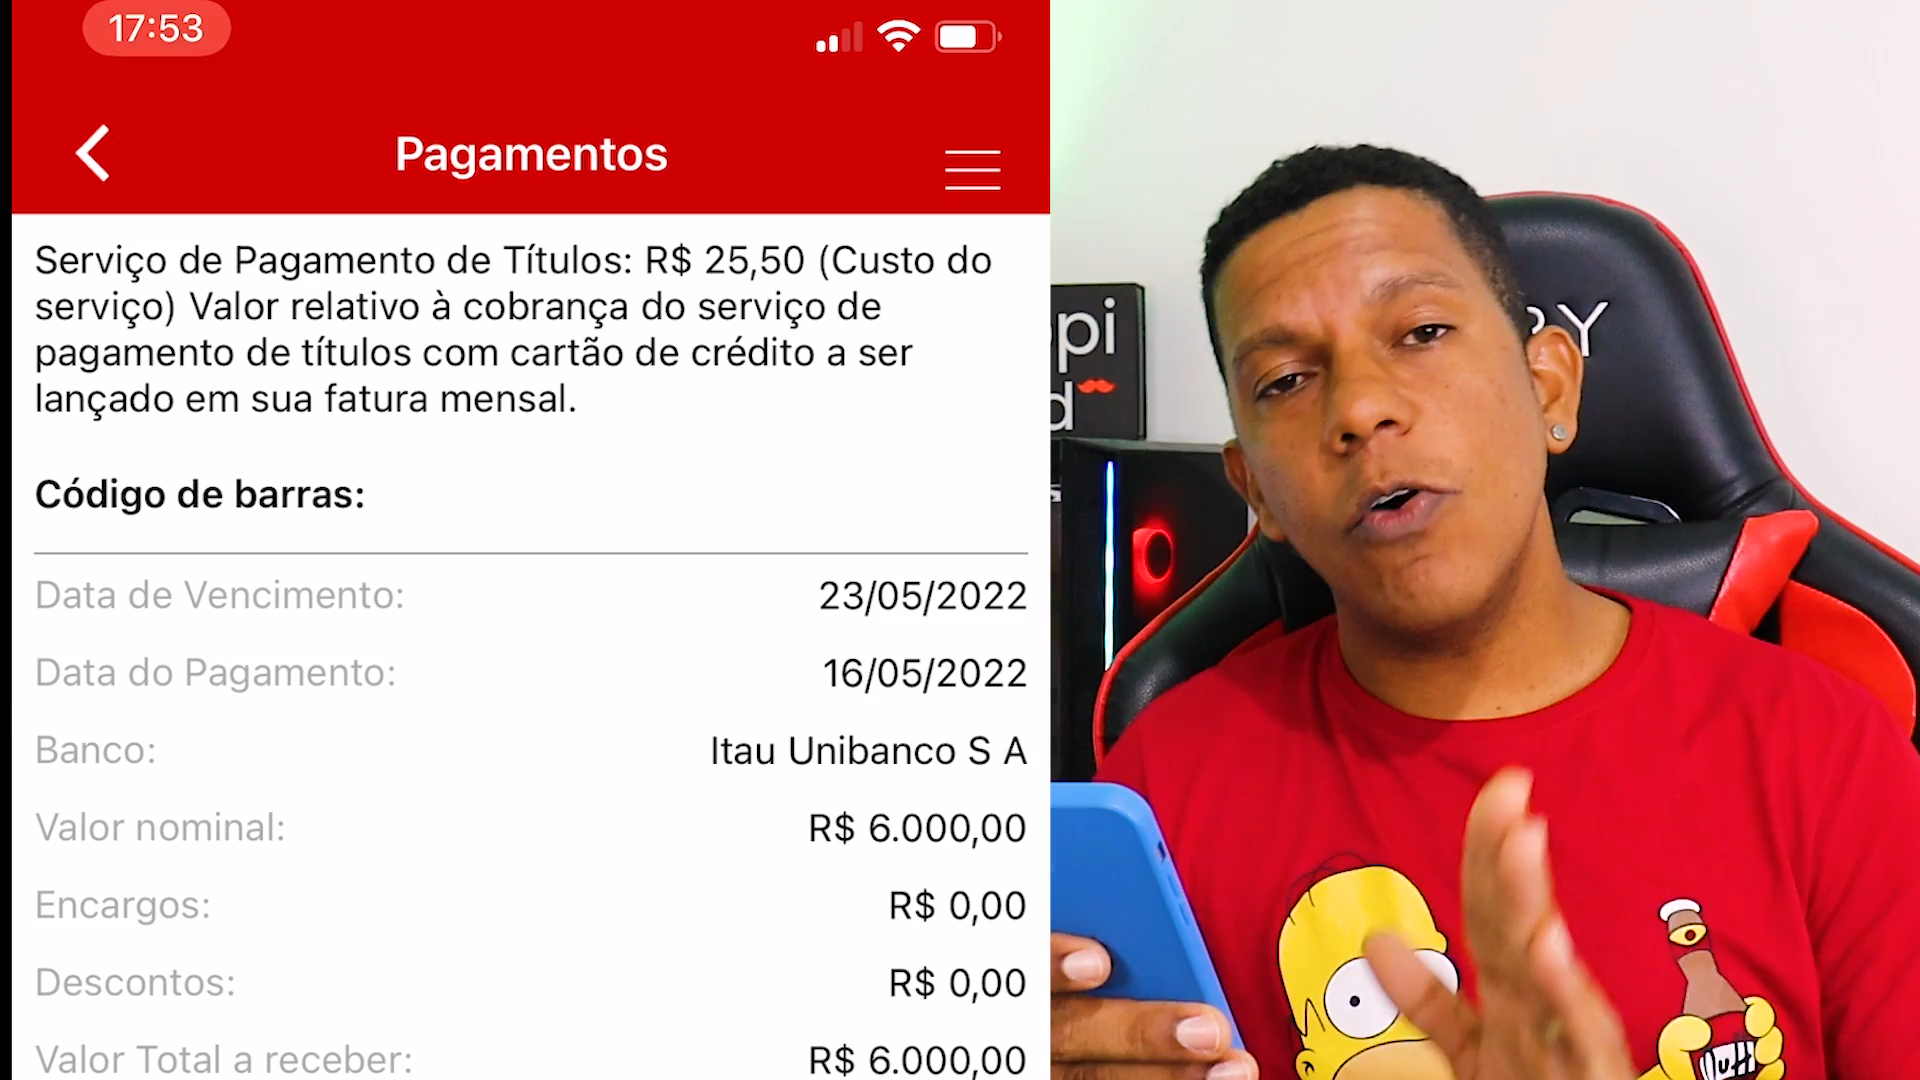 17:53
Pagamentos
Serviço de Pagamento de Títulos: R$ 25,50 (Custo do
serviço) Valor relativo à cobrança do serviço de
pagamento de títulos com cartão de crédito a ser
lançado em sua fatura mensal.
Código de barras:
Data de Vencimento: 23/05/2022
Data do Pagamento: 16/05/2022
Banco: Itau Unibanco S A
Valor nominal: R$ 6.000,00
Encargos: R$ 0,00
Descontos: R$ 0,00
Valor Total a receber: R$ 6.000,00
pi
d
RY
Duff